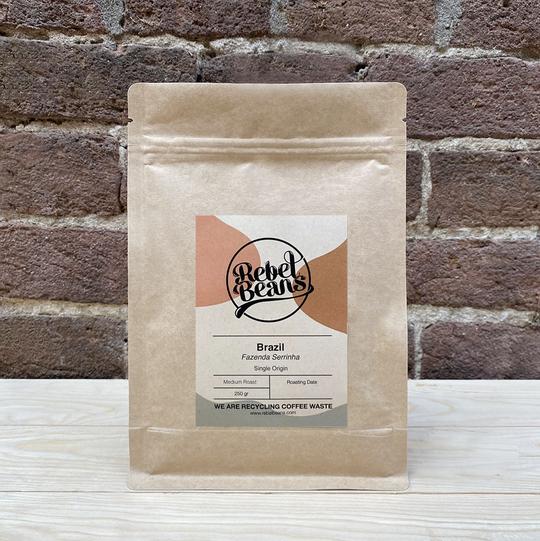 Rebel
Beans
Brazil
Fazenda Serrinha
Single Origin
Medium Roast
Roasting Date
250 gr
WE ARE RECYCLING COFFEE WASTE
www.rebelbeans.com